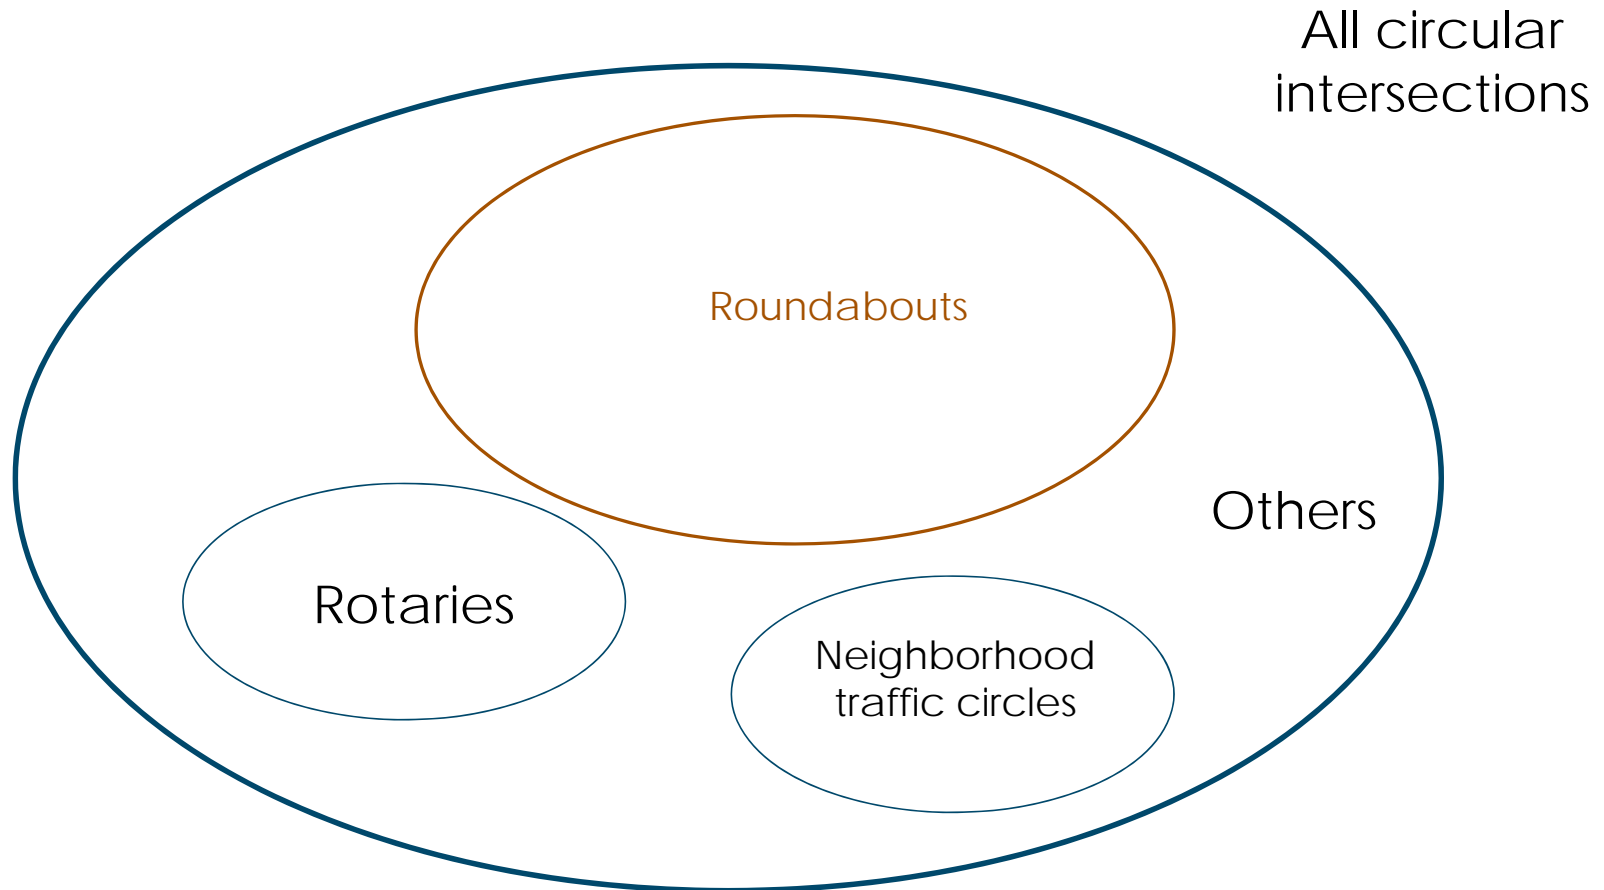 All circular
intersections
Roundabouts
Others
Rotaries
Neighborhood
traffic circles